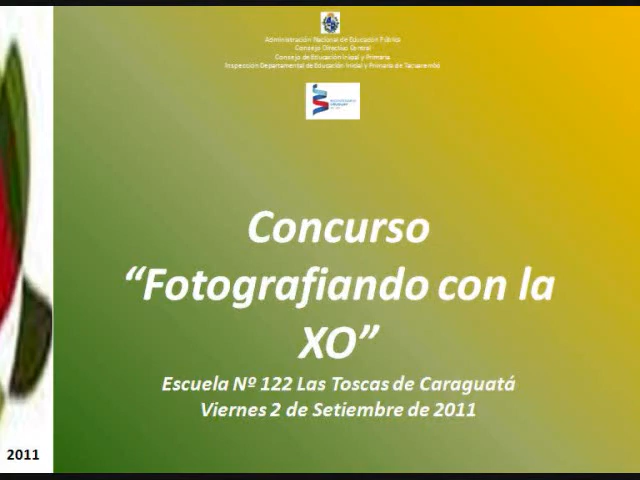 Administración Nacional de Educación Pública
Consejo Directivo Central
Consejo de Educación Inicial y Primaria
Inspección Departamental de Educación Inicial y Primaria de Tacuarembó
Concurso
“Fotografiando con la
XO”
Escuela Nº 122 Las Toscas de Caraguatá
Viernes 2 de Setiembre de 2011
2011